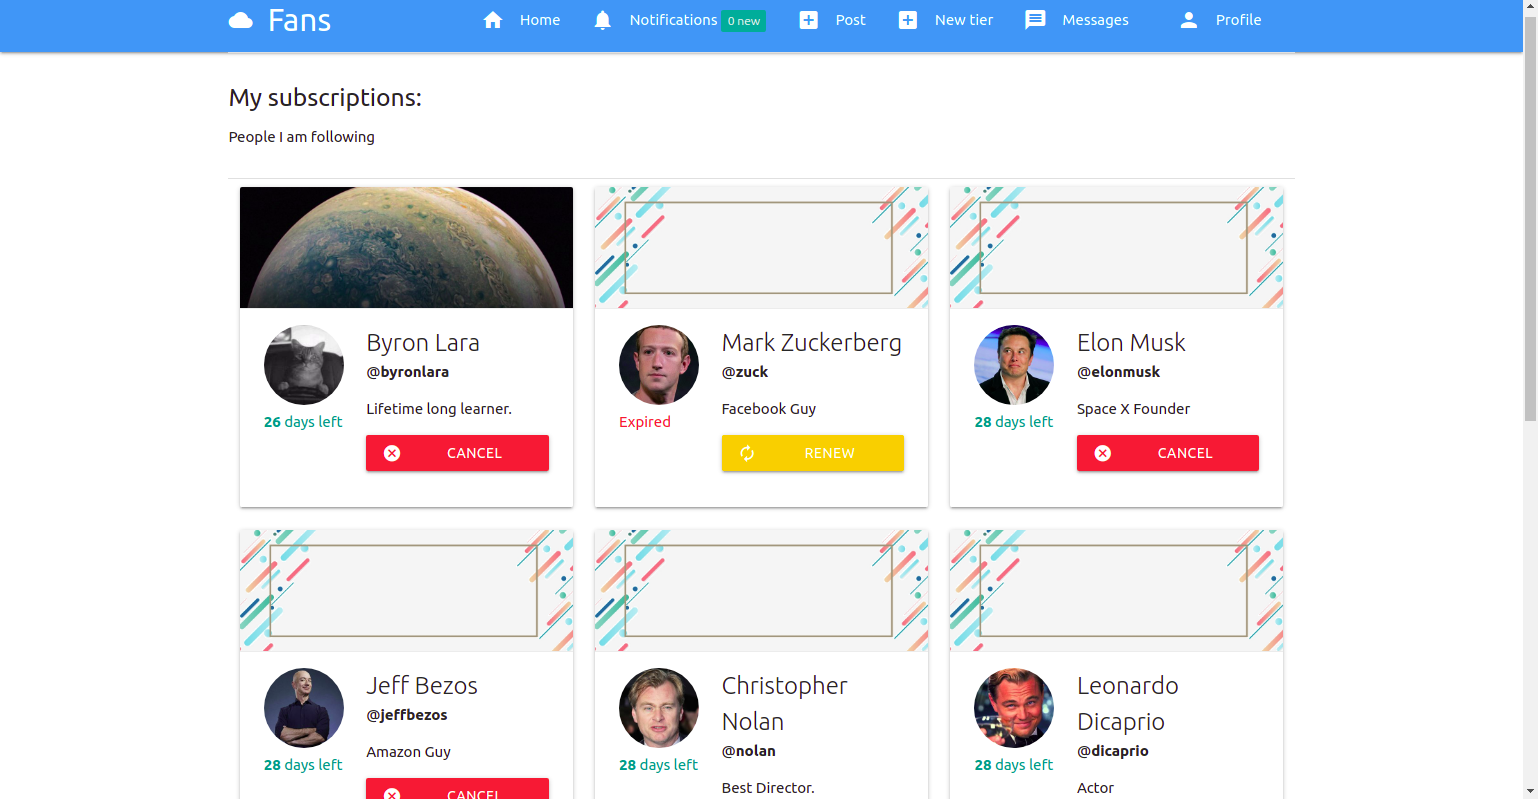 Fans
Home
Notifications 0 new
Post
New tier
Messages
Profile
My subscriptions:
People I am following
Byron Lara
@byronlara
Lifetime long learner.
26 days left
CANCEL
Mark Zuckerberg
@zuck
Facebook Guy
Expired
RENEW
Elon Musk
@elonmusk
Space X Founder
28 days left
CANCEL
Jeff Bezos
@jeffbezos
Amazon Guy
28 days left
CANCEL
Christopher
Nolan
@nolan
28 days left
Best Director.
Leonardo
Dicaprio
@dicaprio
28 days left
Actor